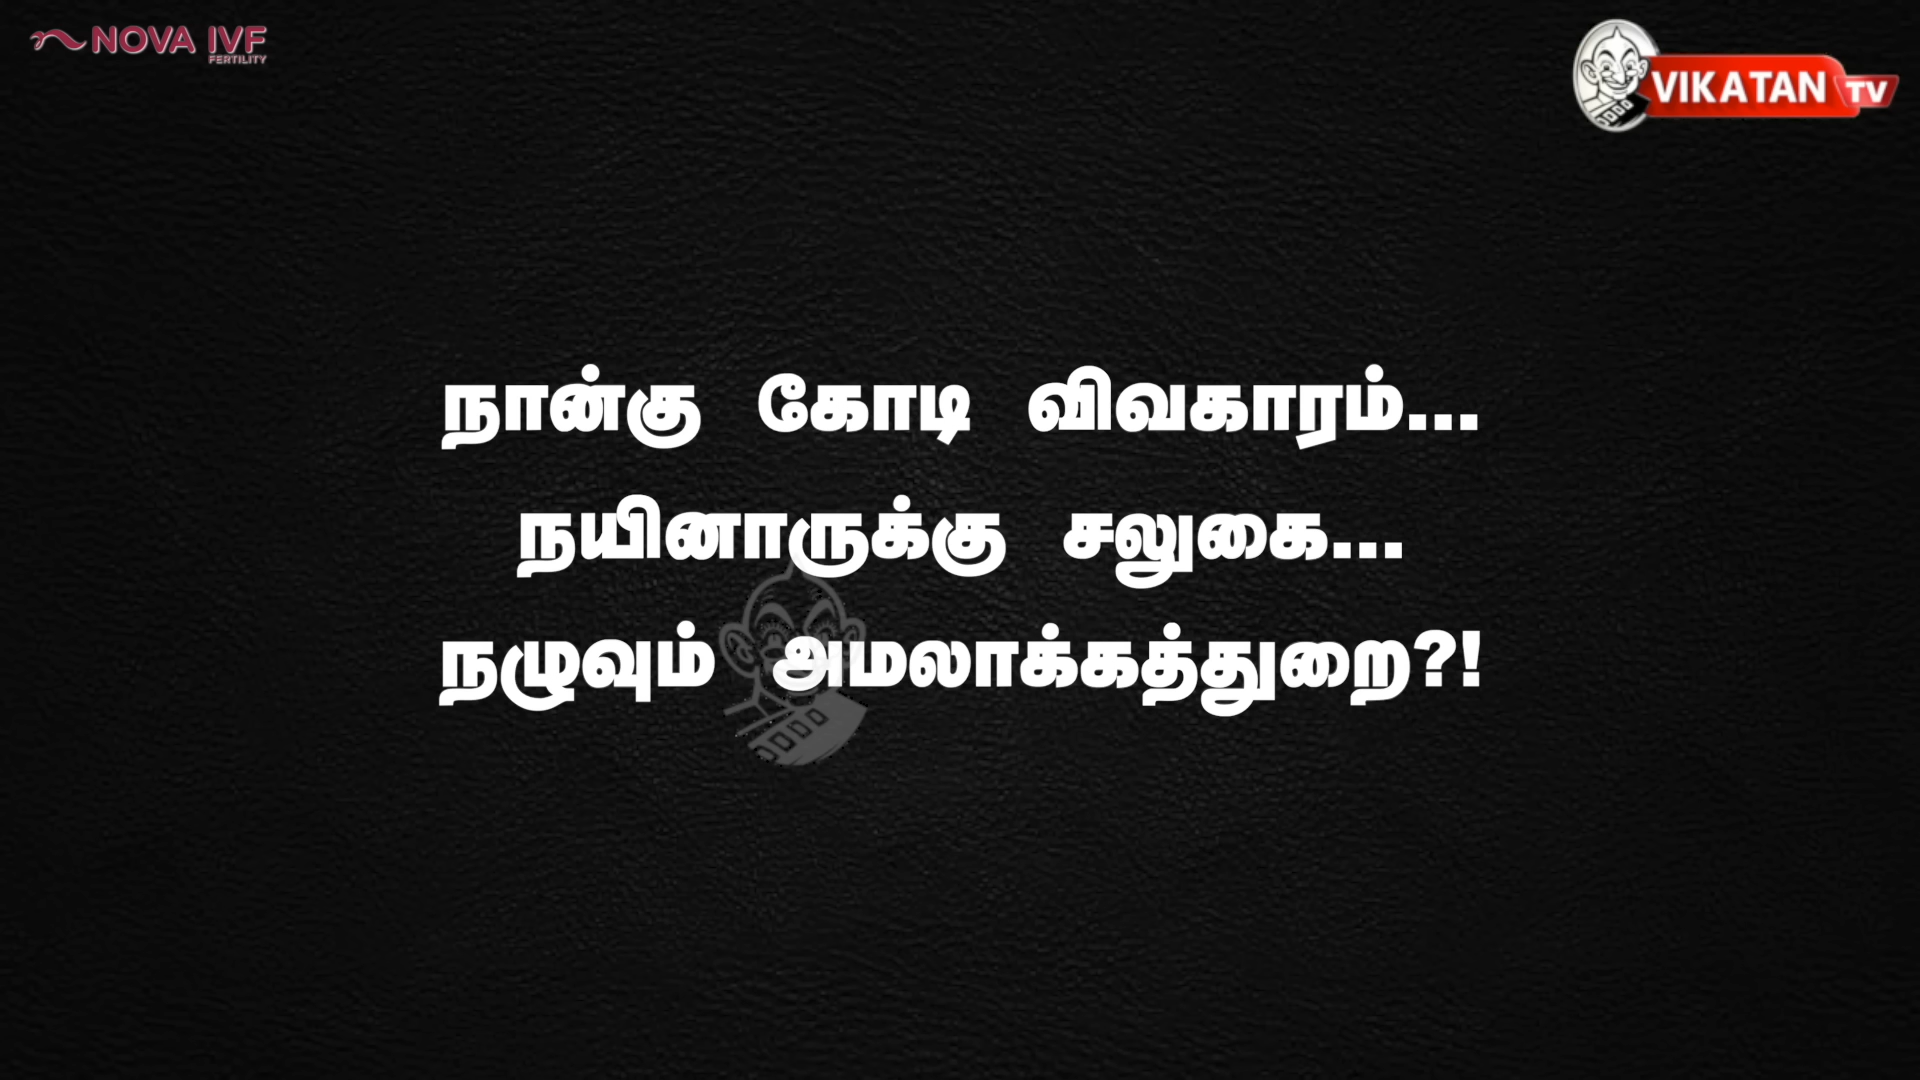 NOVA IVF
FERTILITY
VIKATAN TV
நான்கு கோடி விவகாரம்...
நயினாருக்கு சலுகை...
நழுவும் அமலாக்கத்துறை?!